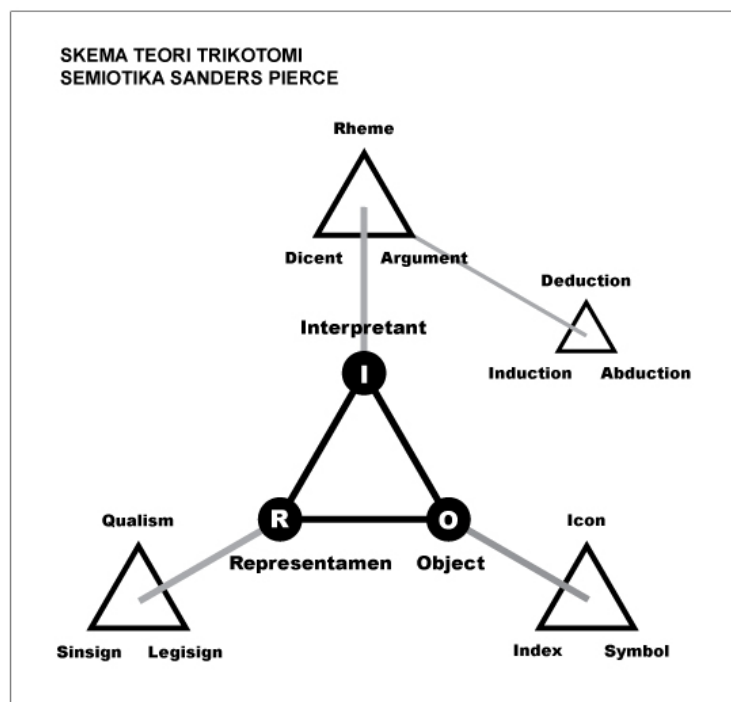 SKEMA TEORI TRIKOTOMI
SEMIOTIKA SANDERS PIERCE
Rheme
Dicent Argument
Deduction
Induction Abduction
Interpretant
I
R O
Representamen Object
Qualism
Sinsign Legisign
Icon
Index Symbol